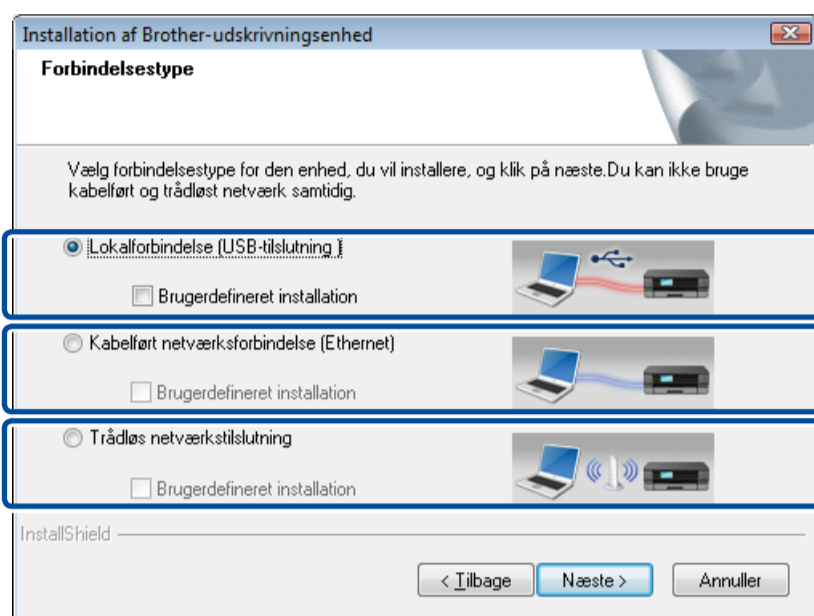 Installation af Brother-udskrivningsenhed
Forbindelsestype
Vælg forbindelsestype for den enhed, du vil installere, og klik på næste.Du kan ikke bruge
kabelført og trådløst netværk samtidig.
Lokalforbindelse (USB-tilslutning )
Brugerdefineret installation
Kabelført netværksforbindelse (Ethernet)
Brugerdefineret installation
Trådløs netværkstilslutning
Brugerdefineret installation
InstallShield
< Tilbage
Næste >
Annuller